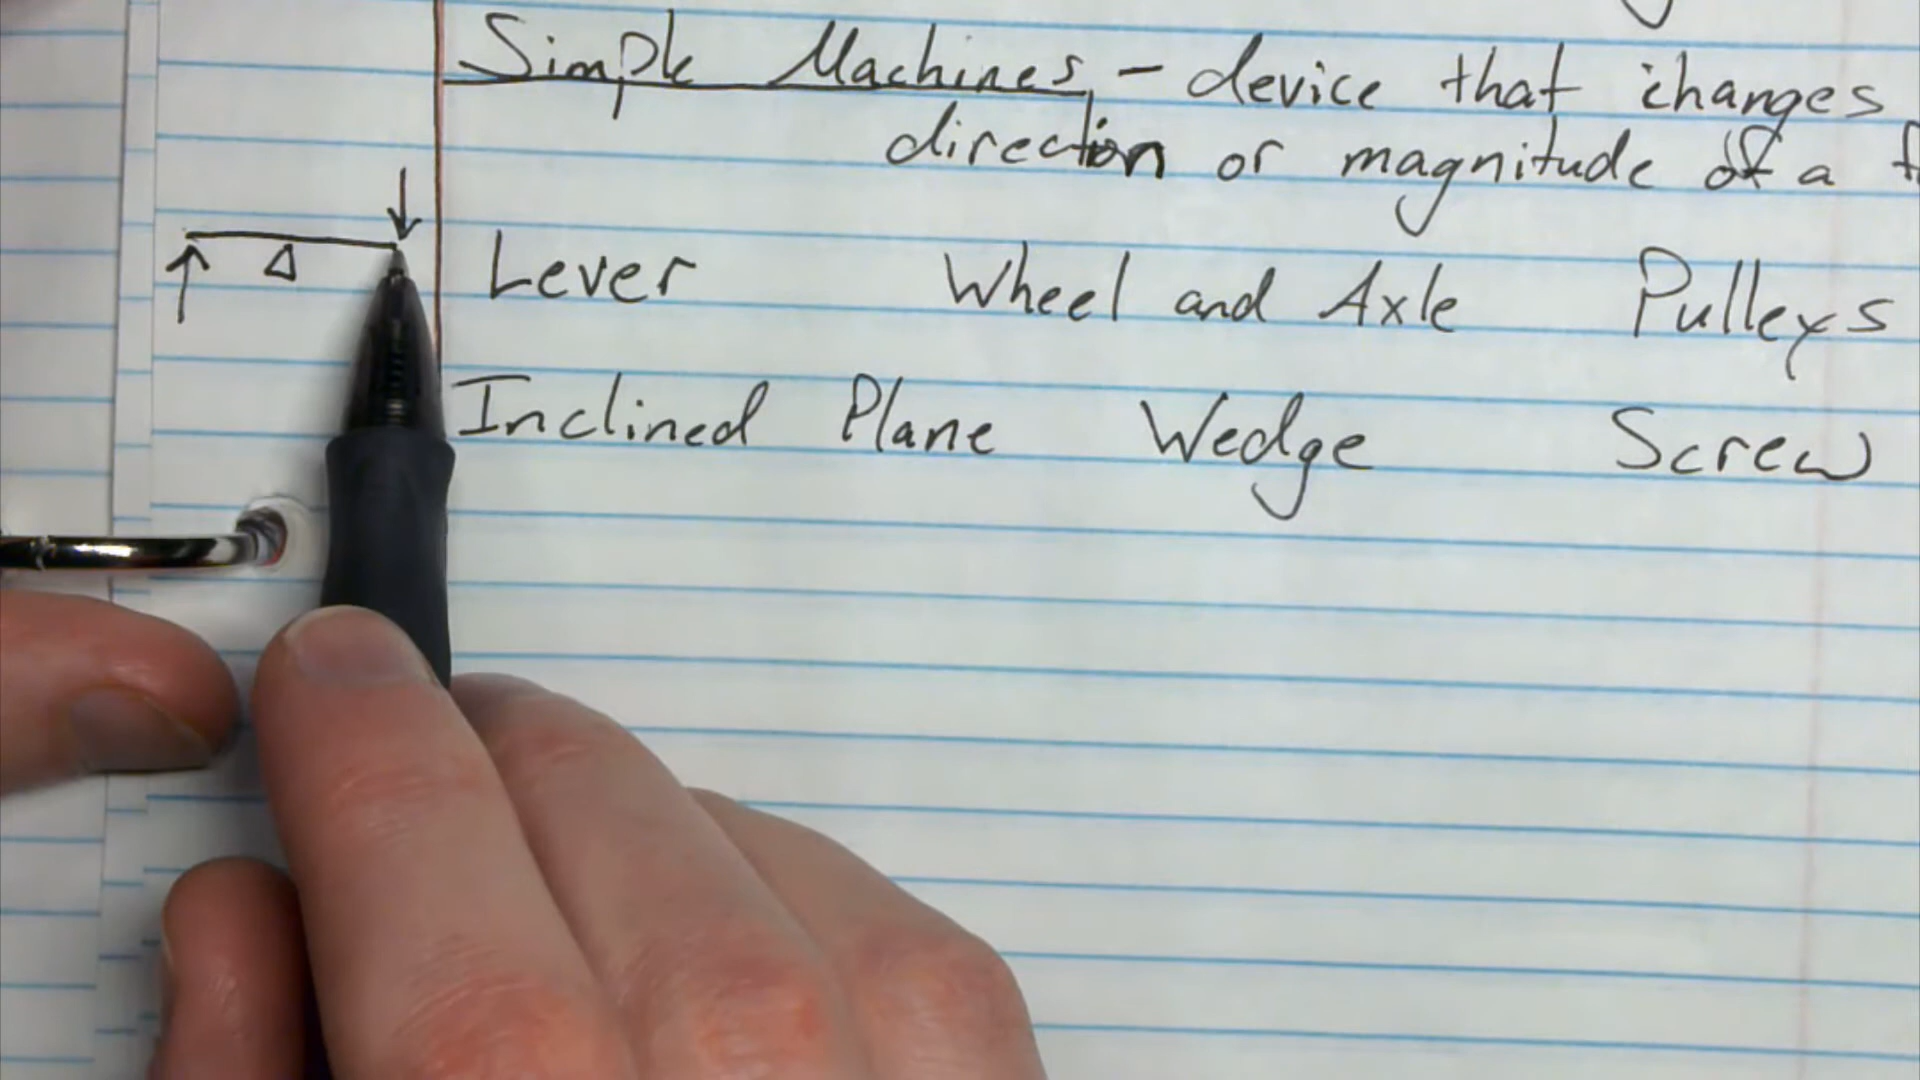 Simple Machines - device that changes
direction or magnitude of a
Lever Wheel and Axle Pulleys
Inclined Plane Wedge Screw